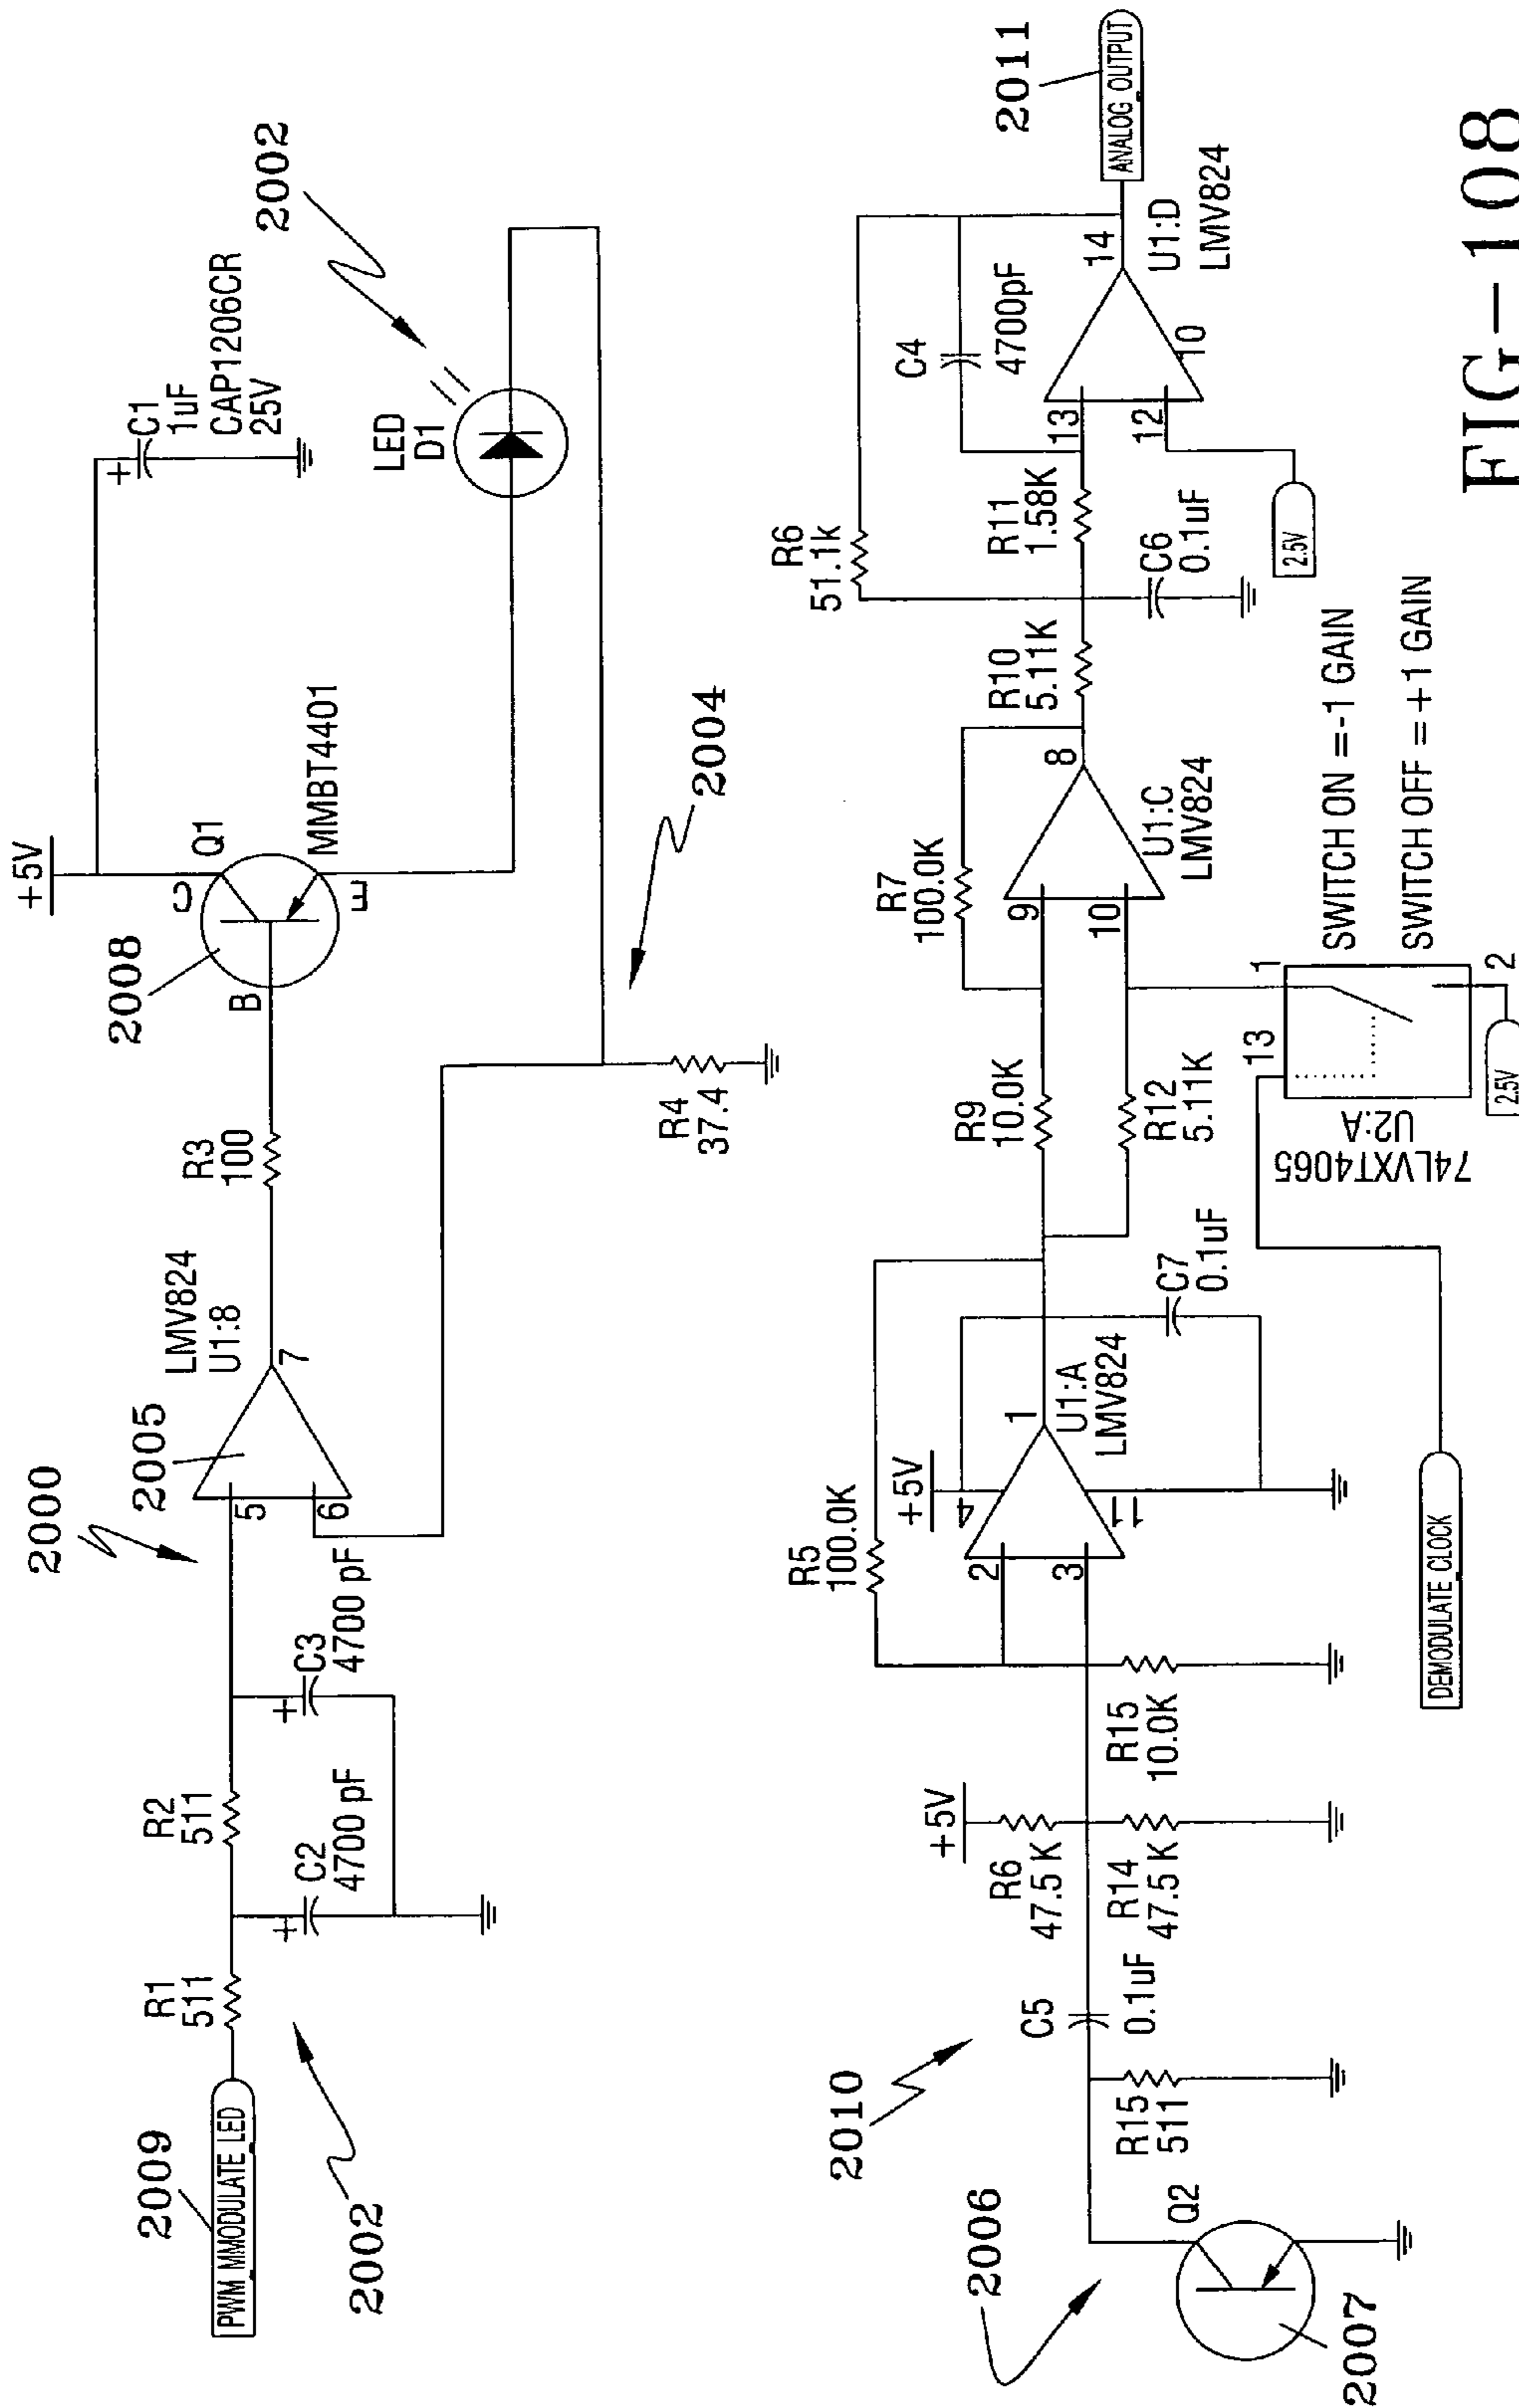 2009
PWM MMODULATE LED
R1
511
2002
C2
4700 pF
+
R2
511
C3
4700 pF
+
2000
2005
5
6
7
LMV824
U1:8
R3
100
2008
B
C
E
Q1
MMBT4401
+5V
+
C1
1uF
CAP1206CR
25V
LED
D1
2002
2004
R4
37.4
2006
2007
Q2
2010
R15
511
C5
0.1uF
+5V
R6
47.5 K
R14
47.5 K
R15
10.0K
R5
100.0K
+5V
2
3
4
11
1
U1:A
LMV824
C7
0.1uF
DEMODULATE CLOCK
R9
10.0K
R12
5.11K
R7
100.0K
9
10
8
U1:C
LMV824
74LVXT4065
U2:A
13
1
2
2.5V
SWITCH ON =-1 GAIN
SWITCH OFF = +1 GAIN
R10
5.11K
R6
51.1k
R11
1.58K
C6
0.1uF
C4
4700pF
13
12
14
10
2.5V
U1:D
LMV824
ANALOG OUTPUT
2011
FIG-108